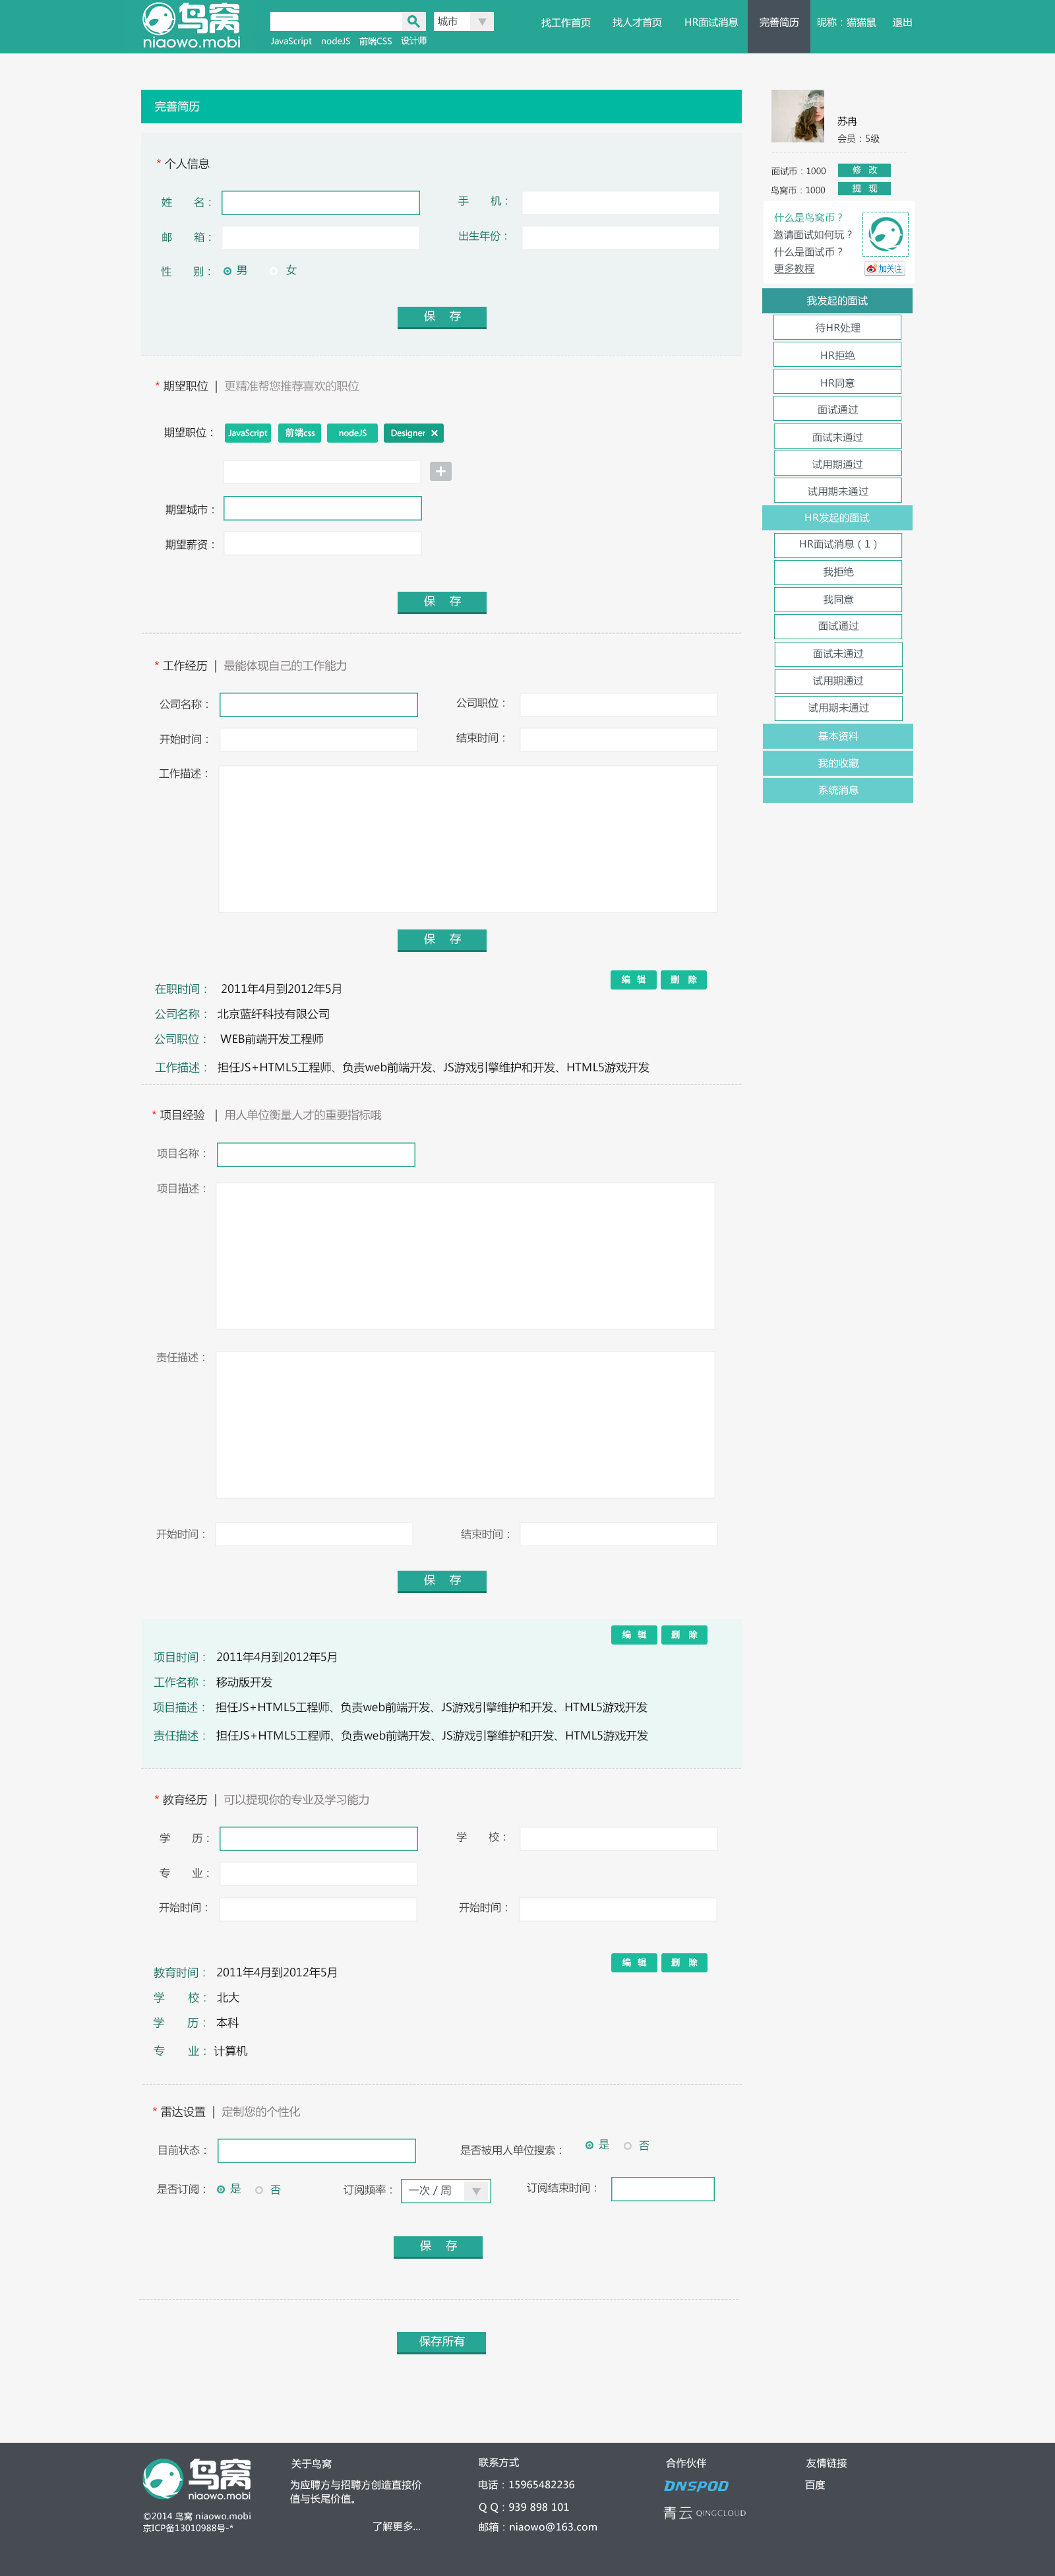 鸟窝
niaowo.mobi
城市
JavaScript nodeJS 前端CSS 设计师
找工作首页 找人才首页 HR面试消息 完善简历 昵称：猫猫鼠 退出
完善简历
* 个人信息
姓 名：
手 机：
邮 箱：
出生年份：
性 别： 男 女
保 存
* 期望职位 | 更精准帮您推荐喜欢的职位
期望职位： JavaScript 前端css nodeJS Designer ×
+
期望城市：
期望薪资：
保 存
* 工作经历 | 最能体现自己的工作能力
公司名称：
公司职位：
开始时间：
结束时间：
工作描述：
保 存
编 辑 删 除
在职时间： 2011年4月到2012年5月
公司名称： 北京蓝纤科技有限公司
公司职位： WEB前端开发工程师
工作描述： 担任JS+HTML5工程师、负责web前端开发、JS游戏引擎维护和开发、HTML5游戏开发
* 项目经验 | 用人单位衡量人才的重要指标哦
项目名称：
项目描述：
责任描述：
开始时间：
结束时间：
保 存
编 辑 删 除
项目时间： 2011年4月到2012年5月
工作名称： 移动版开发
项目描述： 担任JS+HTML5工程师、负责web前端开发、JS游戏引擎维护和开发、HTML5游戏开发
责任描述： 担任JS+HTML5工程师、负责web前端开发、JS游戏引擎维护和开发、HTML5游戏开发
* 教育经历 | 可以提现你的专业及学习能力
学 历：
学 校：
专 业：
开始时间：
开始时间：
编 辑 删 除
教育时间： 2011年4月到2012年5月
学 校： 北大
学 历： 本科
专 业： 计算机
* 雷达设置 | 定制您的个性化
目前状态：
是否被用人单位搜索： 是 否
是否订阅： 是 否
订阅频率： 一次 / 周
订阅结束时间：
保 存
保存所有
苏冉
会员：5级
面试币：1000 修 改
鸟窝币：1000 提 现
什么是鸟窝币？
邀请面试如何玩？
什么是面试币？
更多教程
加关注
我发起的面试
待HR处理
HR拒绝
HR同意
面试通过
面试未通过
试用期通过
试用期未通过
HR发起的面试
HR面试消息（1）
我拒绝
我同意
面试通过
面试未通过
试用期通过
试用期未通过
基本资料
我的收藏
系统消息
鸟窝
niaowo.mobi
©2014 鸟窝 niaowo.mobi
京ICP备13010988号-*
关于鸟窝
为应聘方与招聘方创造直接价
值与长尾价值。
了解更多...
联系方式
电话：15965482236
Q Q：939 898 101
邮箱：niaowo@163.com
合作伙伴
DNSPOD
青云 QINGCLOUD
友情链接
百度